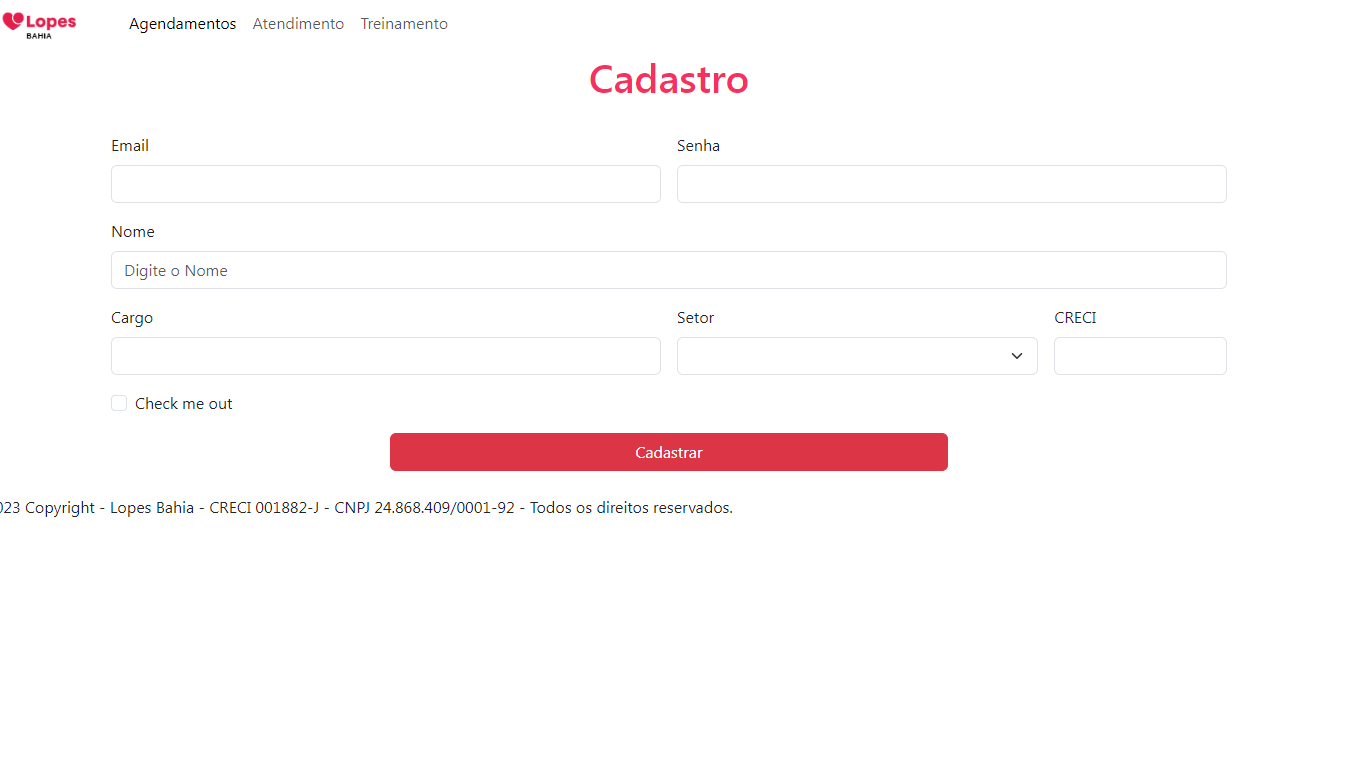 Lopes
BAHIA
Agendamentos Atendimento Treinamento
Cadastro
Email Senha
Nome
Digite o Nome
Cargo Setor CRECI
Check me out
Cadastrar
023 Copyright - Lopes Bahia - CRECI 001882-J - CNPJ 24.868.409/0001-92 - Todos os direitos reservados.